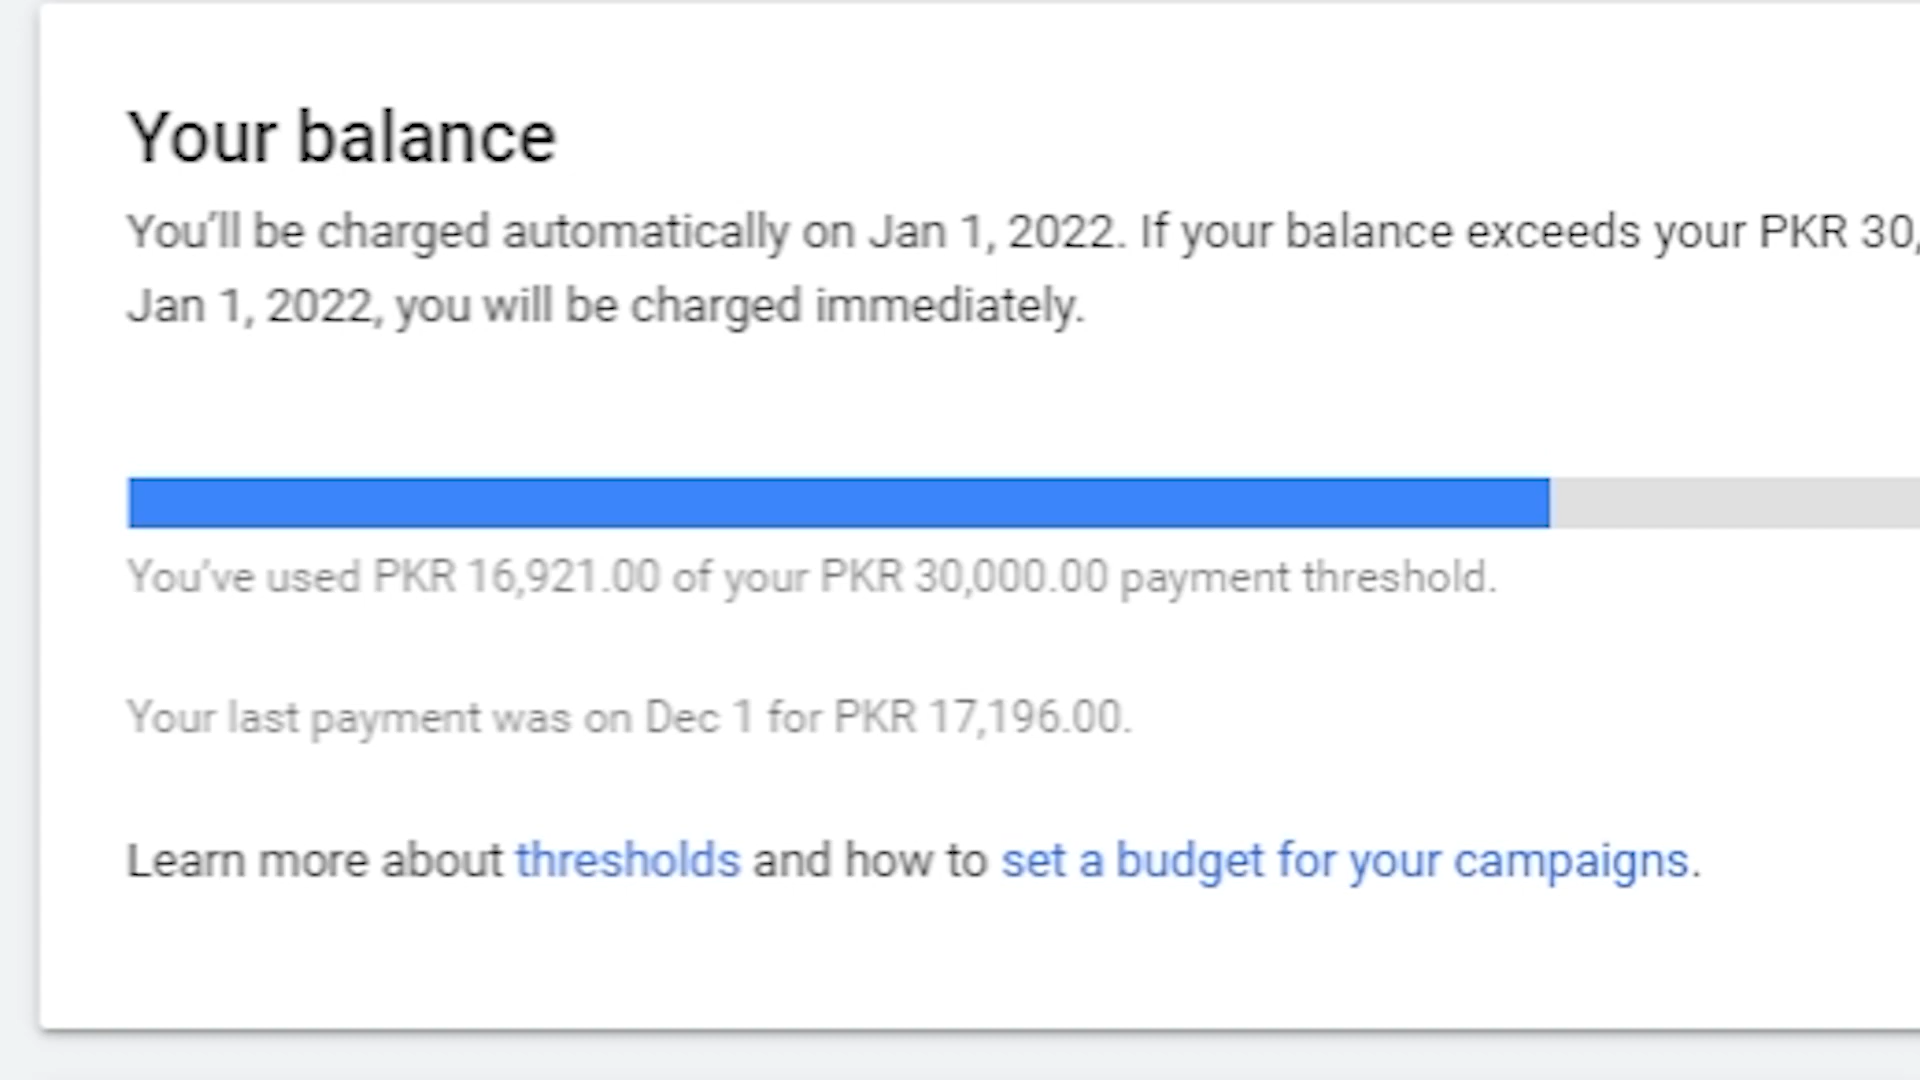 Your balance
You’ll be charged automatically on Jan 1, 2022. If your balance exceeds your PKR 30,
Jan 1, 2022, you will be charged immediately.
You’ve used PKR 16,921.00 of your PKR 30,000.00 payment threshold.
Your last payment was on Dec 1 for PKR 17,196.00.
Learn more about thresholds and how to set a budget for your campaigns.